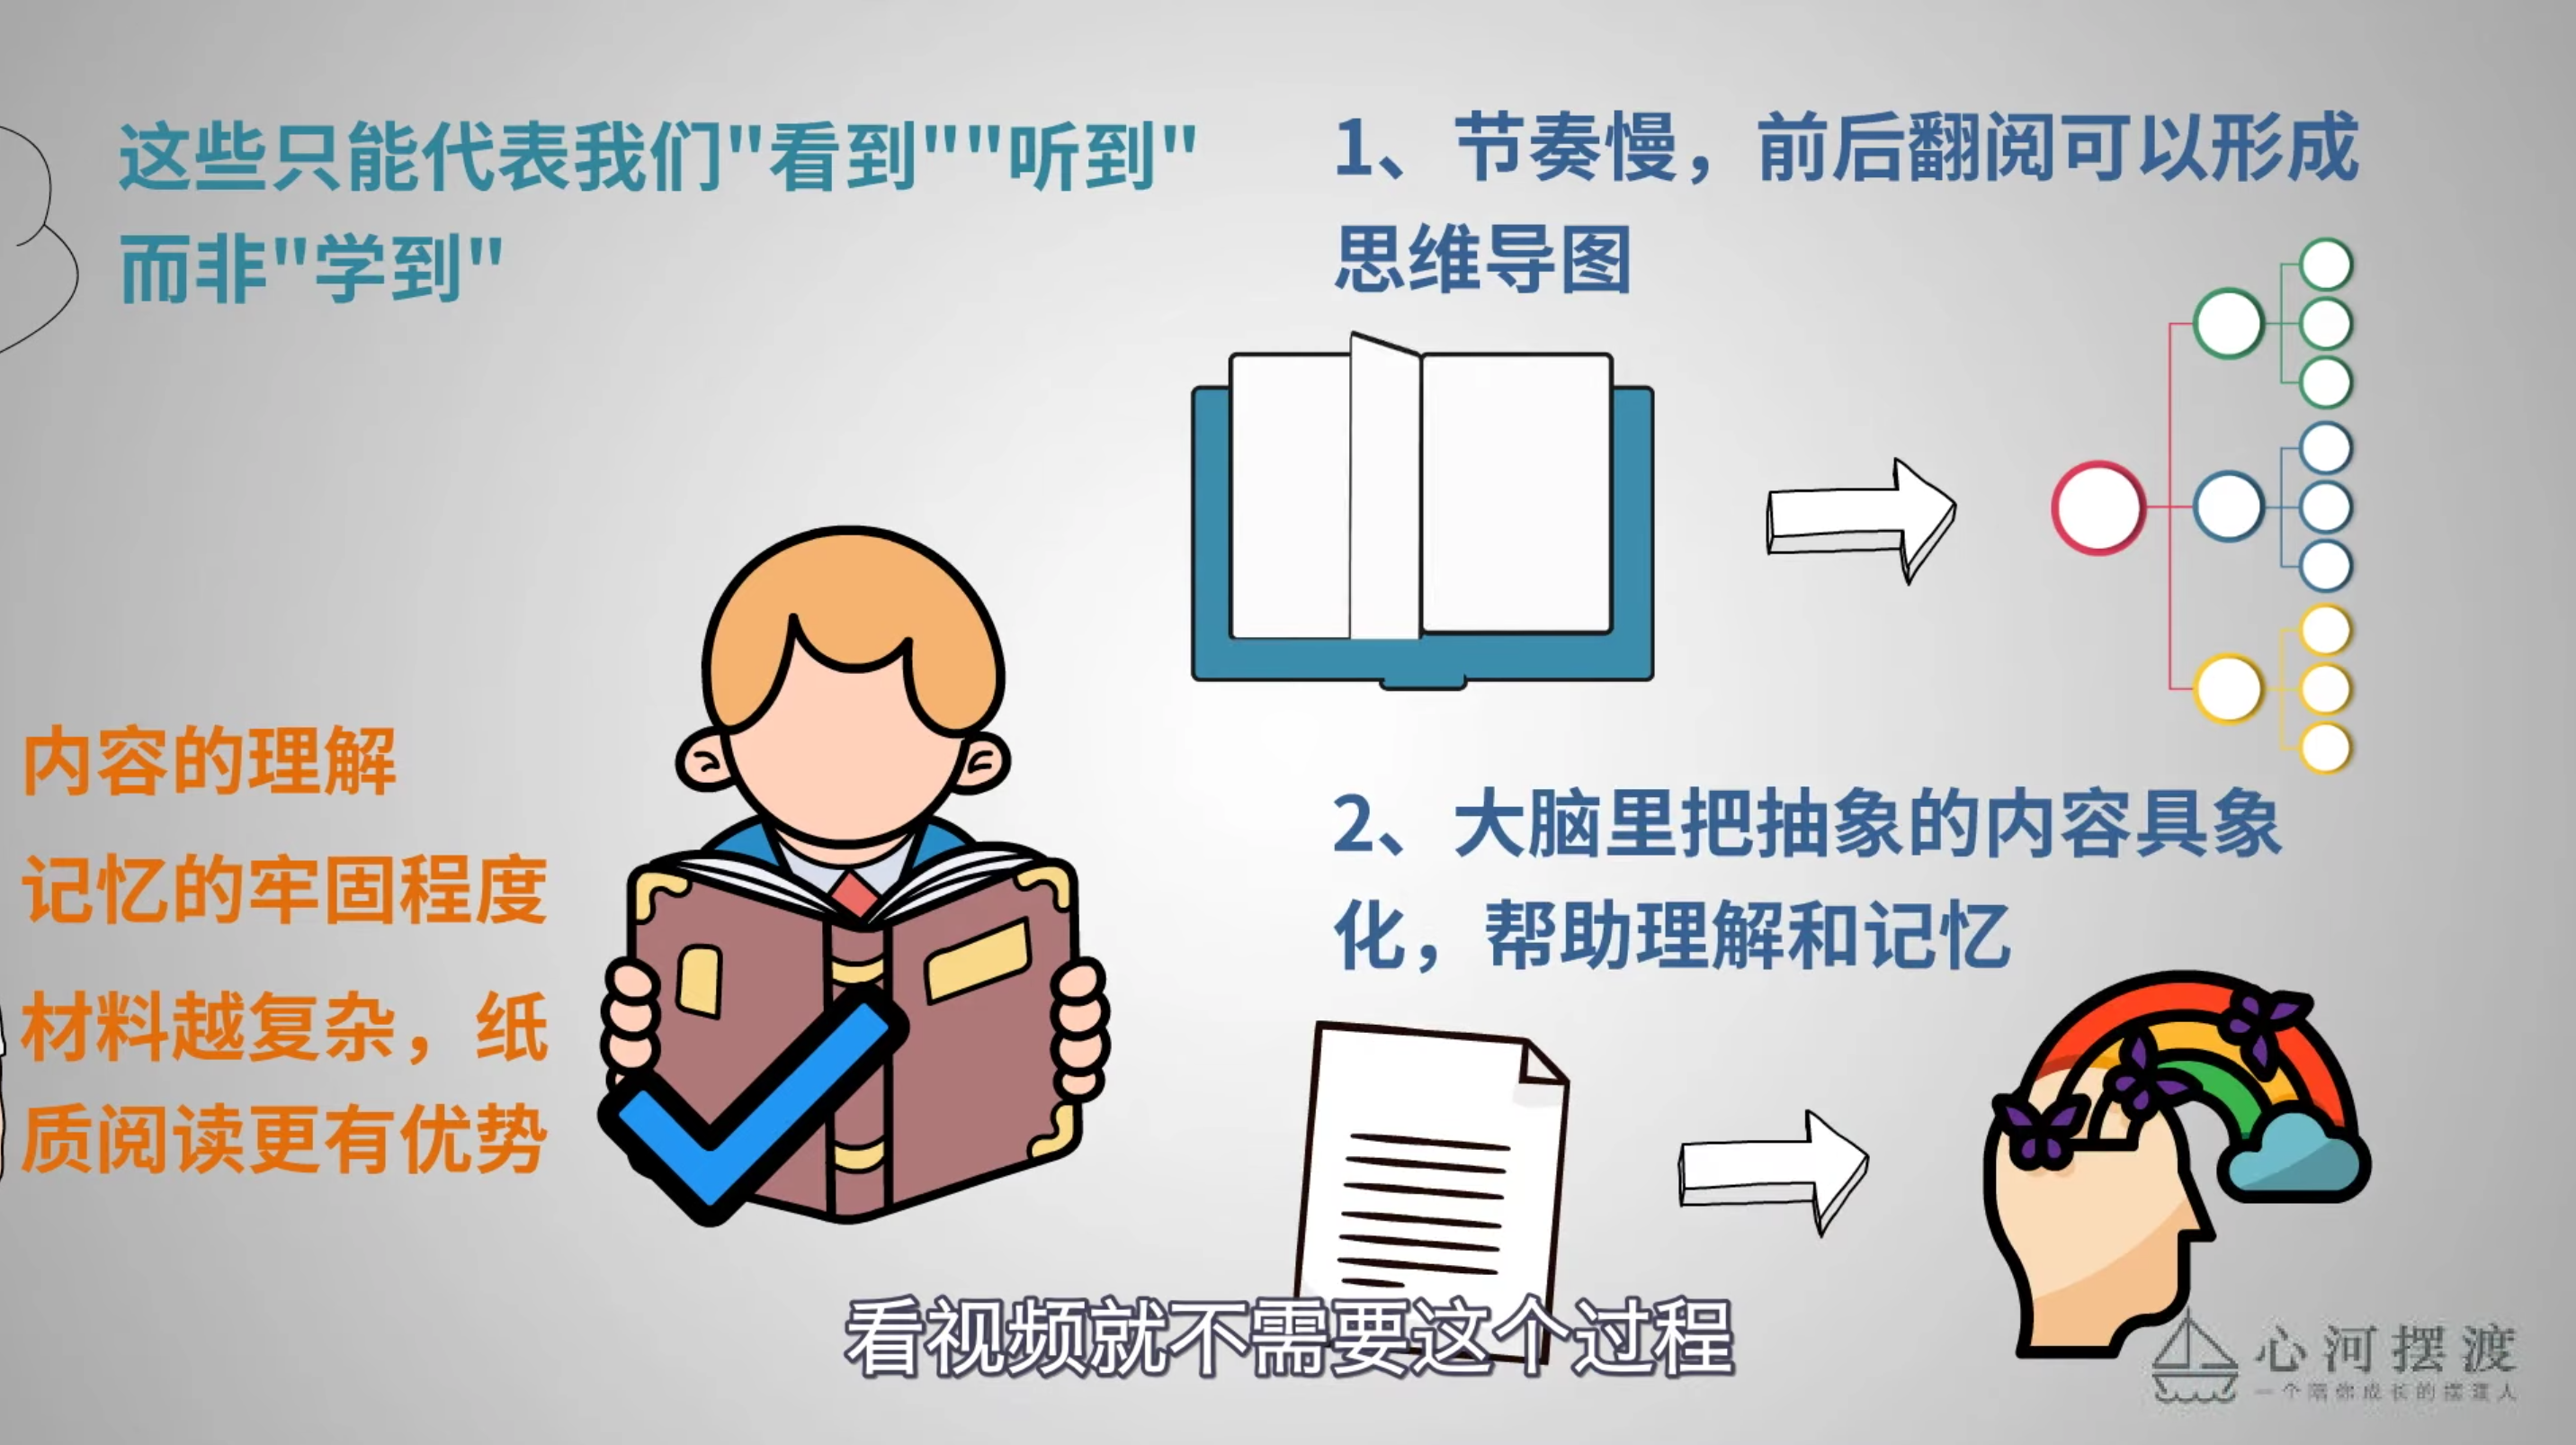 这些只能代表我们"看到""听到"
而非"学到"
1、节奏慢，前后翻阅可以形成
思维导图
内容的理解
记忆的牢固程度
材料越复杂，纸
质阅读更有优势
2、大脑里把抽象的内容具象
化，帮助理解和记忆
看视频就不需要这个过程
心河摆渡
一个陪你成长的摆渡人